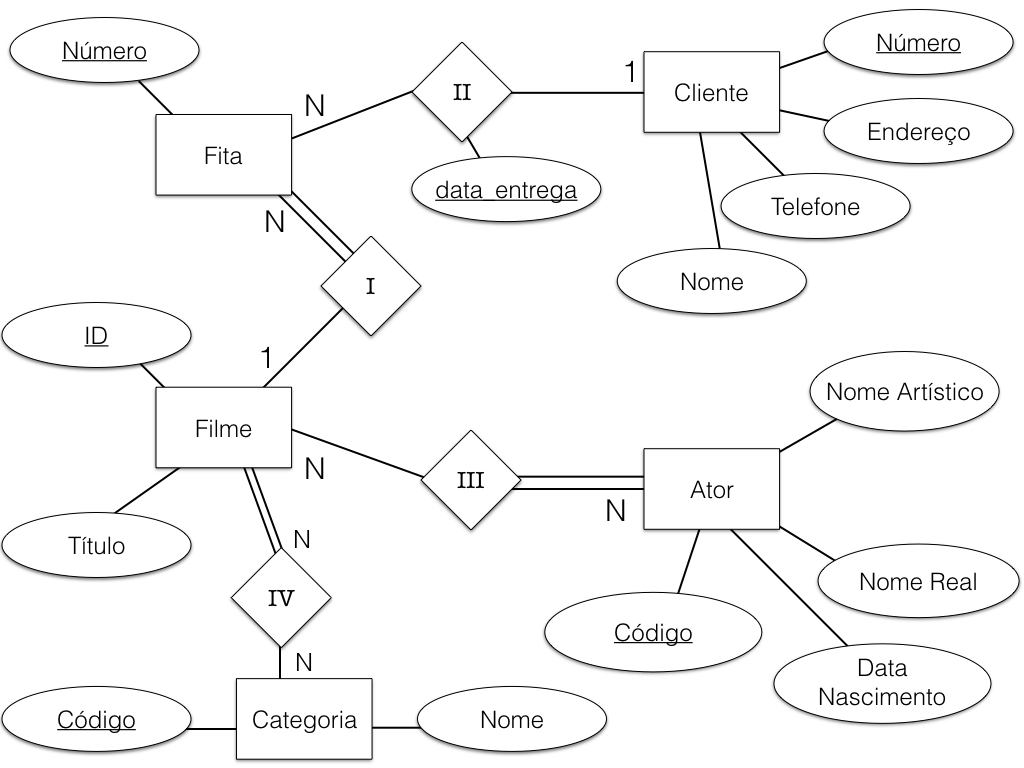 Número
Número
II
1
Cliente
N
Endereço
Fita
data_entrega
Telefone
N
Nome
I
ID
1
Nome Artístico
Filme
N
III
Ator
N
Título
N
IV
Nome Real
Código
N
Data
Nascimento
Código
Categoria
Nome